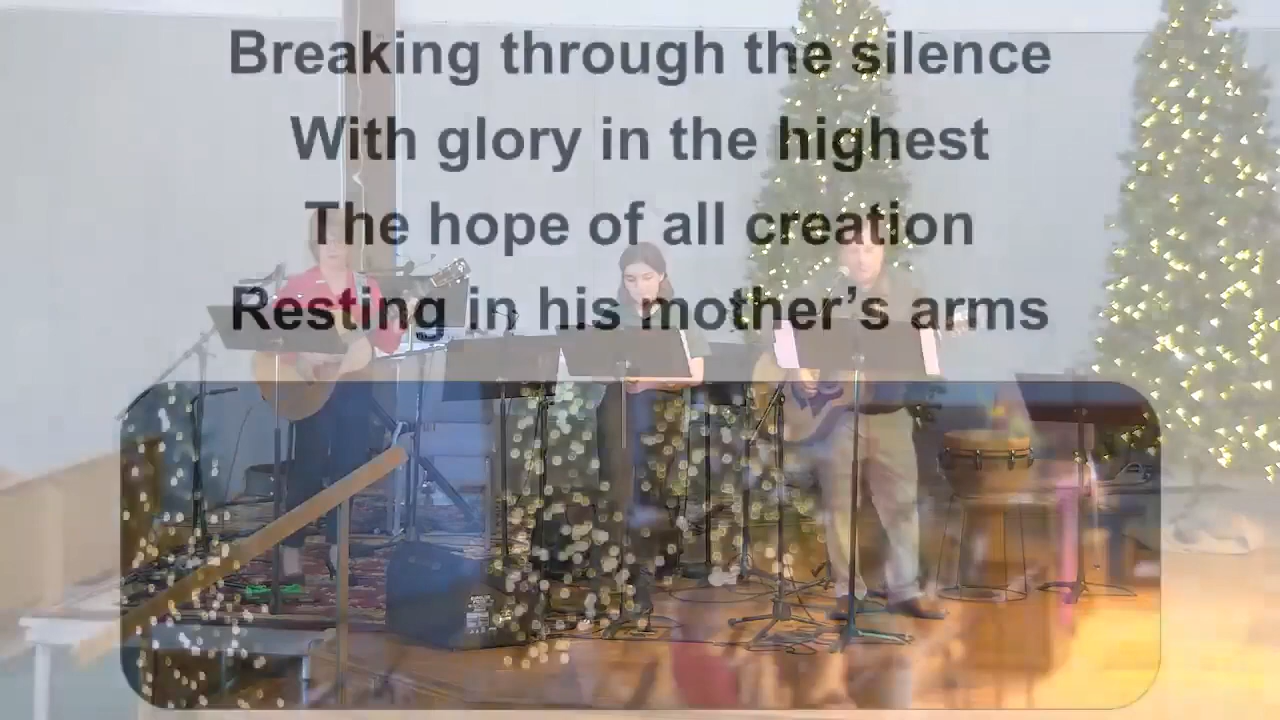 Breaking through the silence
With glory in the highest
The hope of all creation
Resting in his mother’s arms